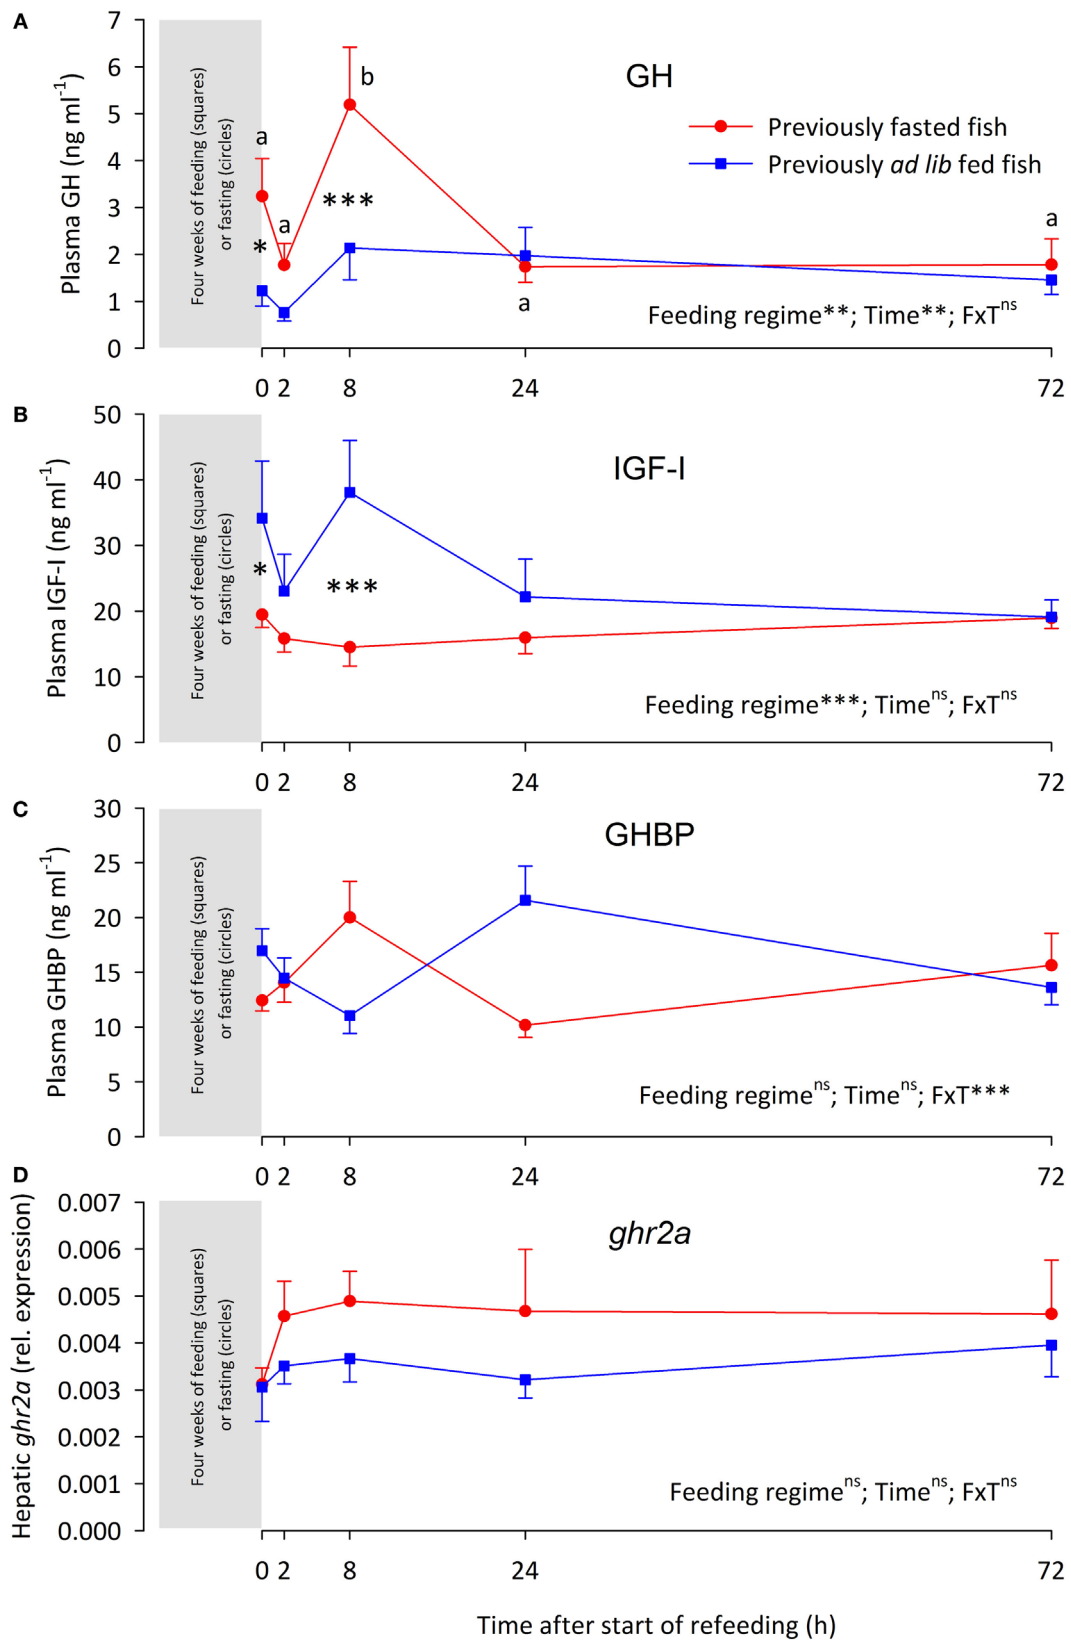 A
7
6
5
4
3
2
1
0
Plasma GH (ng ml-1)
Four weeks of feeding (squares)
or fasting (circles)
GH
Previously fasted fish
Previously ad lib fed fish
a
*
a
b
***
a
a
Feeding regime**; Time**; FxTns
0 2 8 24 72
B
50
40
30
20
10
0
Plasma IGF-I (ng ml-1)
Four weeks of feeding (squares)
or fasting (circles)
IGF-I
*
***
Feeding regime***; Timens; FxTns
0 2 8 24 72
C
30
25
20
15
10
5
0
Plasma GHBP (ng ml-1)
Four weeks of feeding (squares)
or fasting (circles)
GHBP
Feeding regimens; Timens; FxT***
0 2 8 24 72
D
0.007
0.006
0.005
0.004
0.003
0.002
0.001
0.000
Hepatic ghr2a (rel. expression)
Four weeks of feeding (squares)
or fasting (circles)
ghr2a
Feeding regimens; Timens; FxTns
0 2 8 24 72
Time after start of refeeding (h)